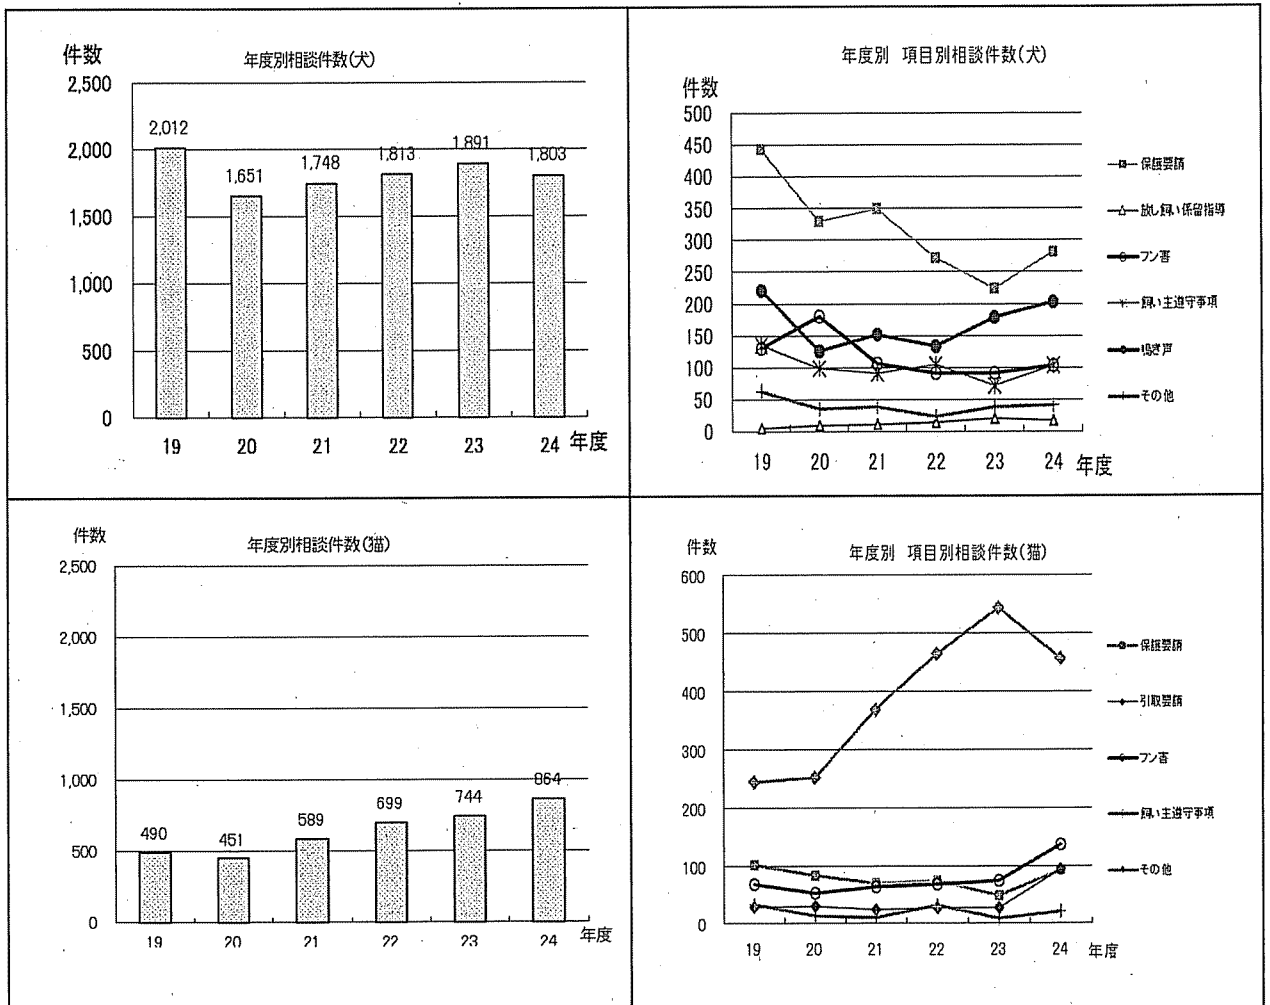 年度別相談件数(犬)
件数
2,500
2,000
1,500
1,000
500
0
2,012
1,651
1,748
1,813
1,891
1,803
19 20 21 22 23 24 年度
年度別 項目別相談件数(犬)
件数
500
450
400
350
300
250
200
150
100
50
0
19 20 21 22 23 24 年度
保護要請
放し飼い係留指導
フン害
飼い主遵守事項
鳴き声
その他
年度別相談件数(猫)
件数
2,500
2,000
1,500
1,000
500
0
490
451
589
699
744
864
19 20 21 22 23 24 年度
年度別 項目別相談件数(猫)
件数
600
500
400
300
200
100
0
19 20 21 22 23 24 年度
保護要請
引取要請
フン害
飼い主遵守事項
その他